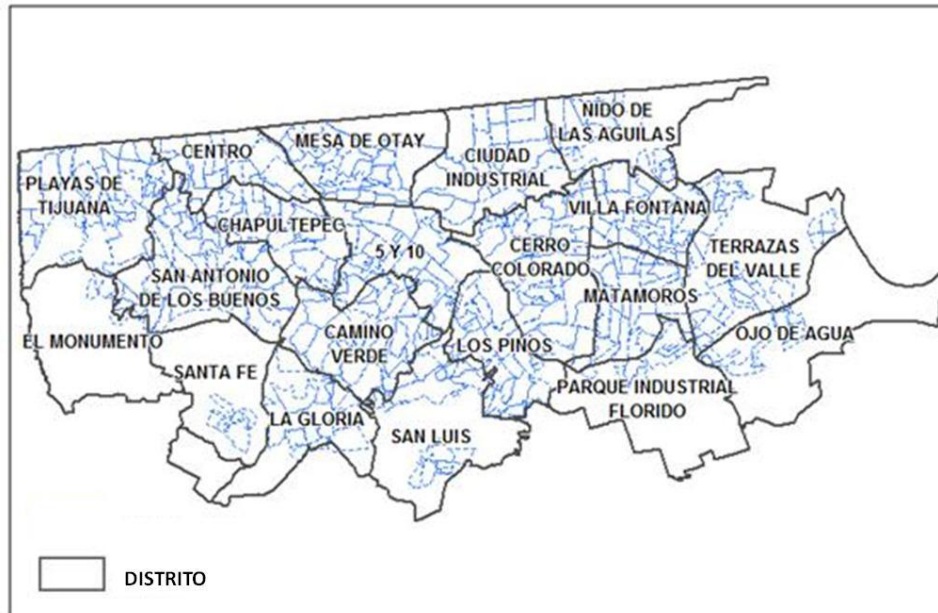 NIDO DE
LAS AGUILAS
MESA DE OTAY
CENTRO
CIUDAD
INDUSTRIAL
PLAYAS DE
TIJUANA
VILLA FONTANA
CHAPULTEPEC
5 Y 10
CERRO
COLORADO
TERRAZAS
DEL VALLE
SAN ANTONIO
DE LOS BUENOS
MATAMOROS
EL MONUMENTO
CAMINO
VERDE
LOS PINOS
OJO DE AGUA
SANTA FE
PARQUE INDUSTRIAL
FLORIDO
LA GLORIA
SAN LUIS
DISTRITO